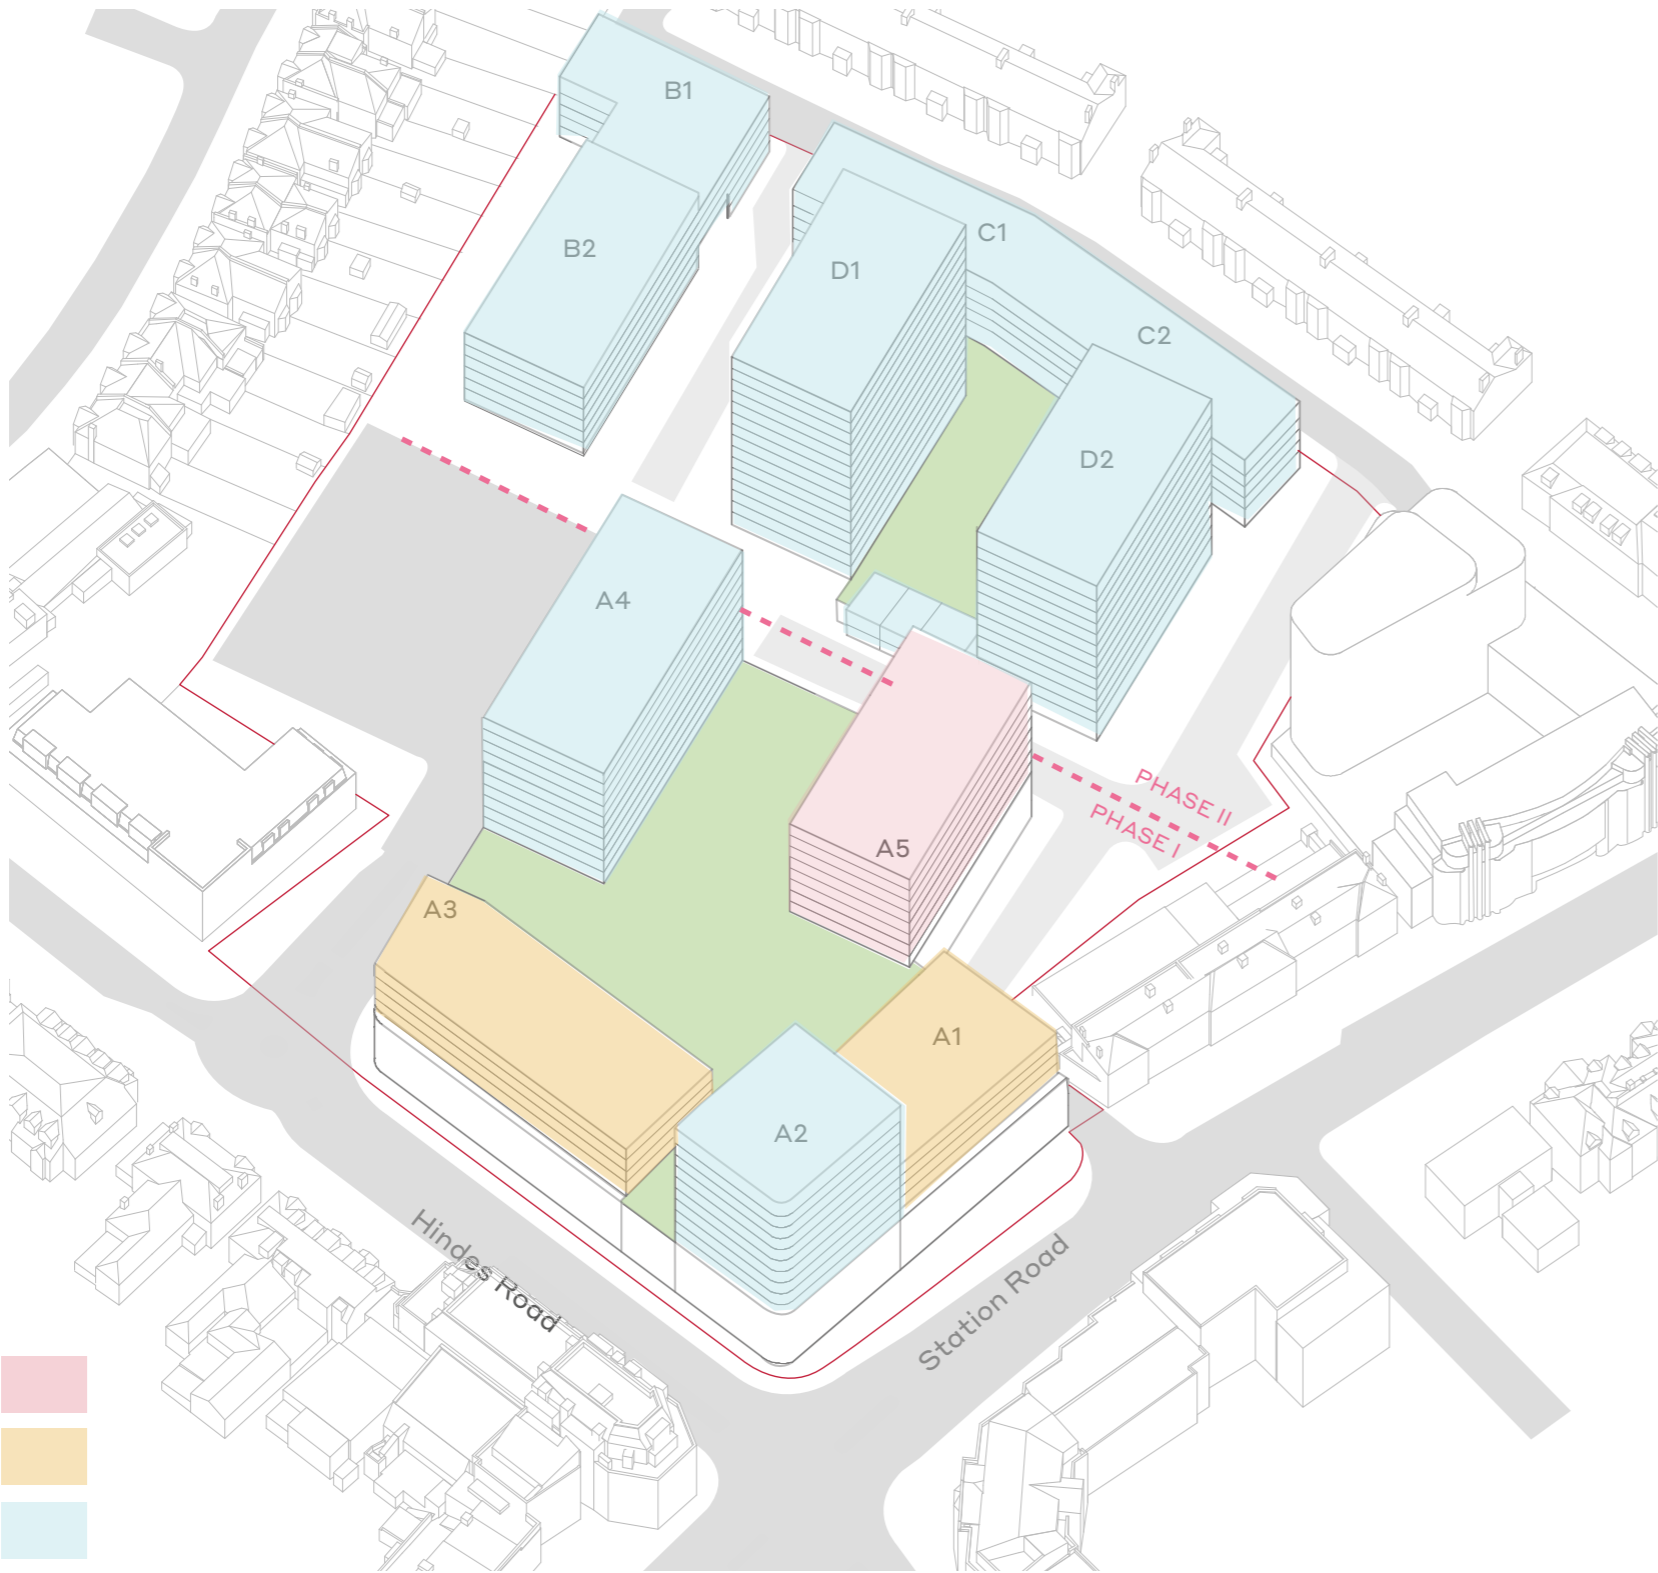 B1
C1
B2
D1
C2
D2
A4
PHASE II
PHASE I
A5
A3
A1
A2
Hindes Road
Station Road